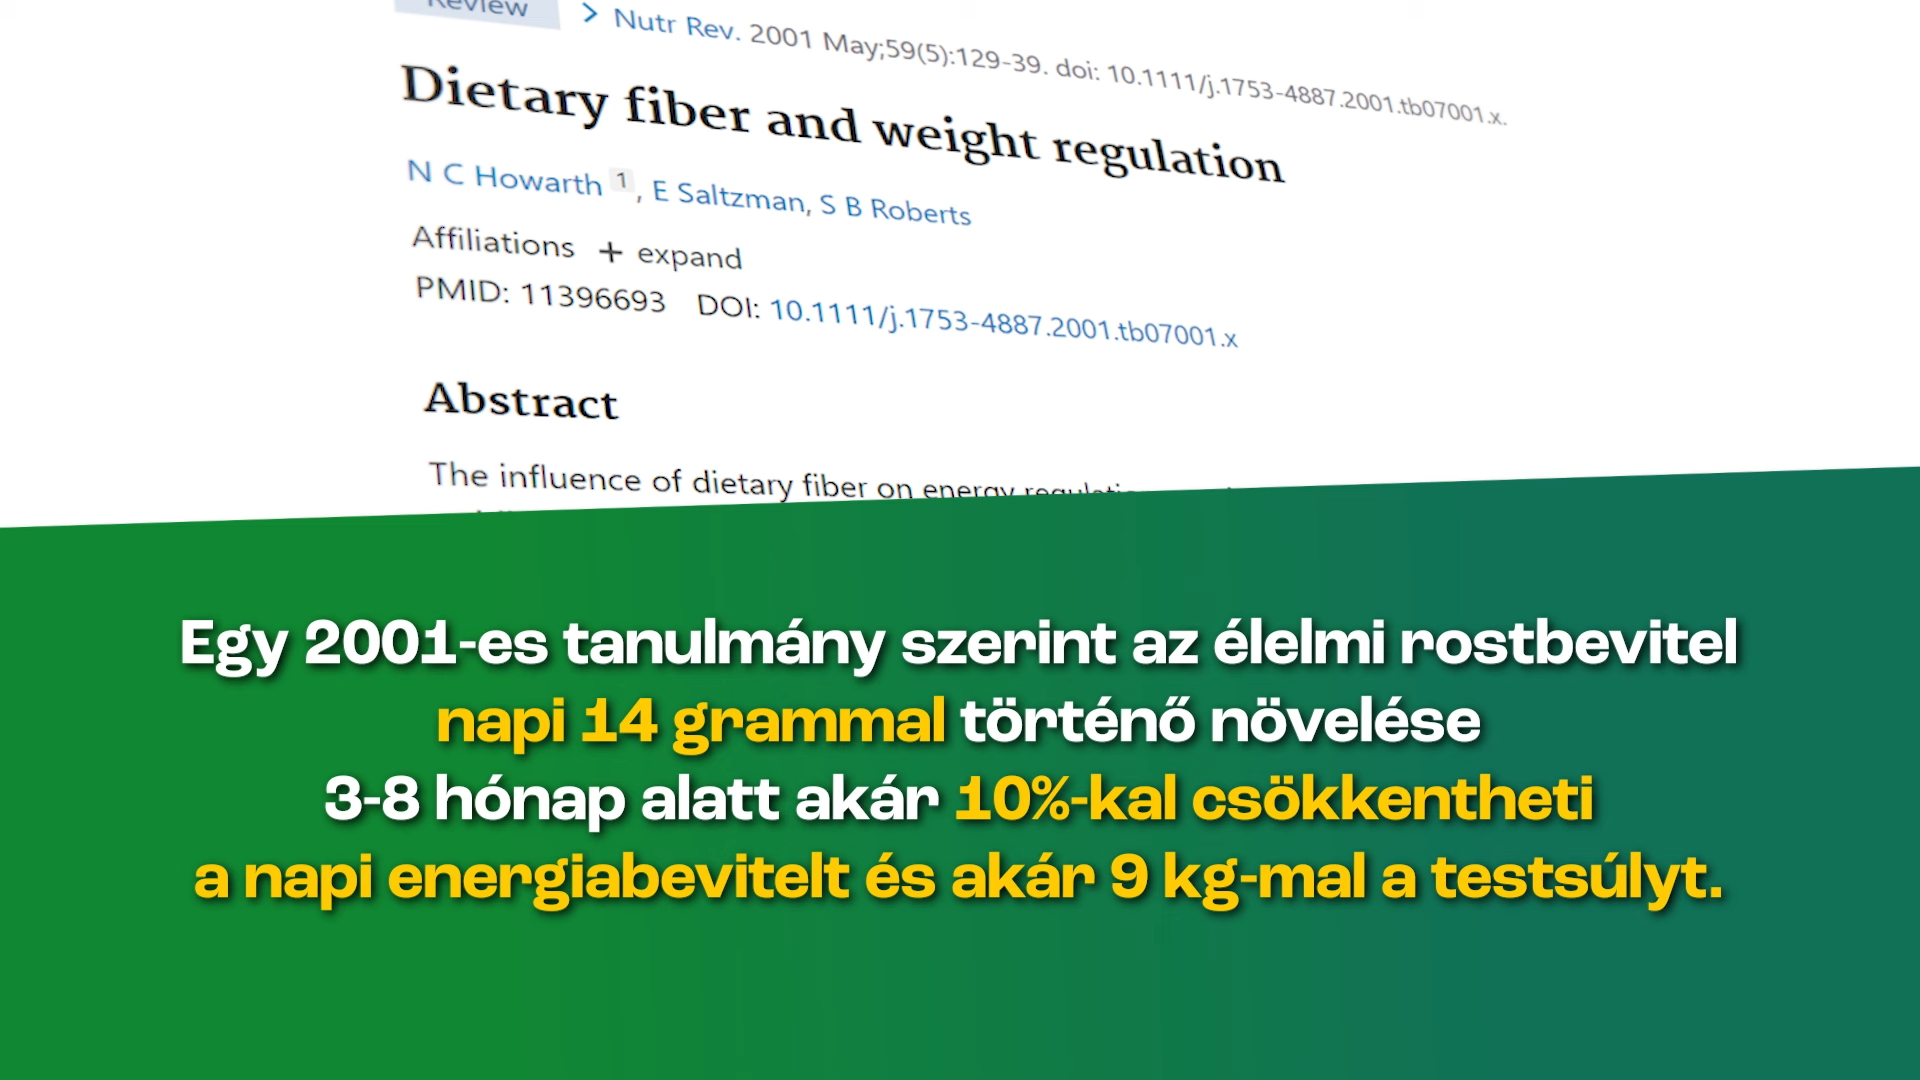 Review > Nutr Rev. 2001 May;59(5):129-39. doi: 10.1111/j.1753-4887.2001.tb07001.x.
Dietary fiber and weight regulation
N C Howarth 1, E Saltzman, S B Roberts
Affiliations + expand
PMID: 11396693 DOI: 10.1111/j.1753-4887.2001.tb07001.x
Abstract
The influence of dietary fiber on energy
Egy 2001-es tanulmány szerint az élelmi rostbevitel
napi 14 grammal történő növelése
3-8 hónap alatt akár 10%-kal csökkentheti
a napi energiabevitelt és akár 9 kg-mal a testsúlyt.